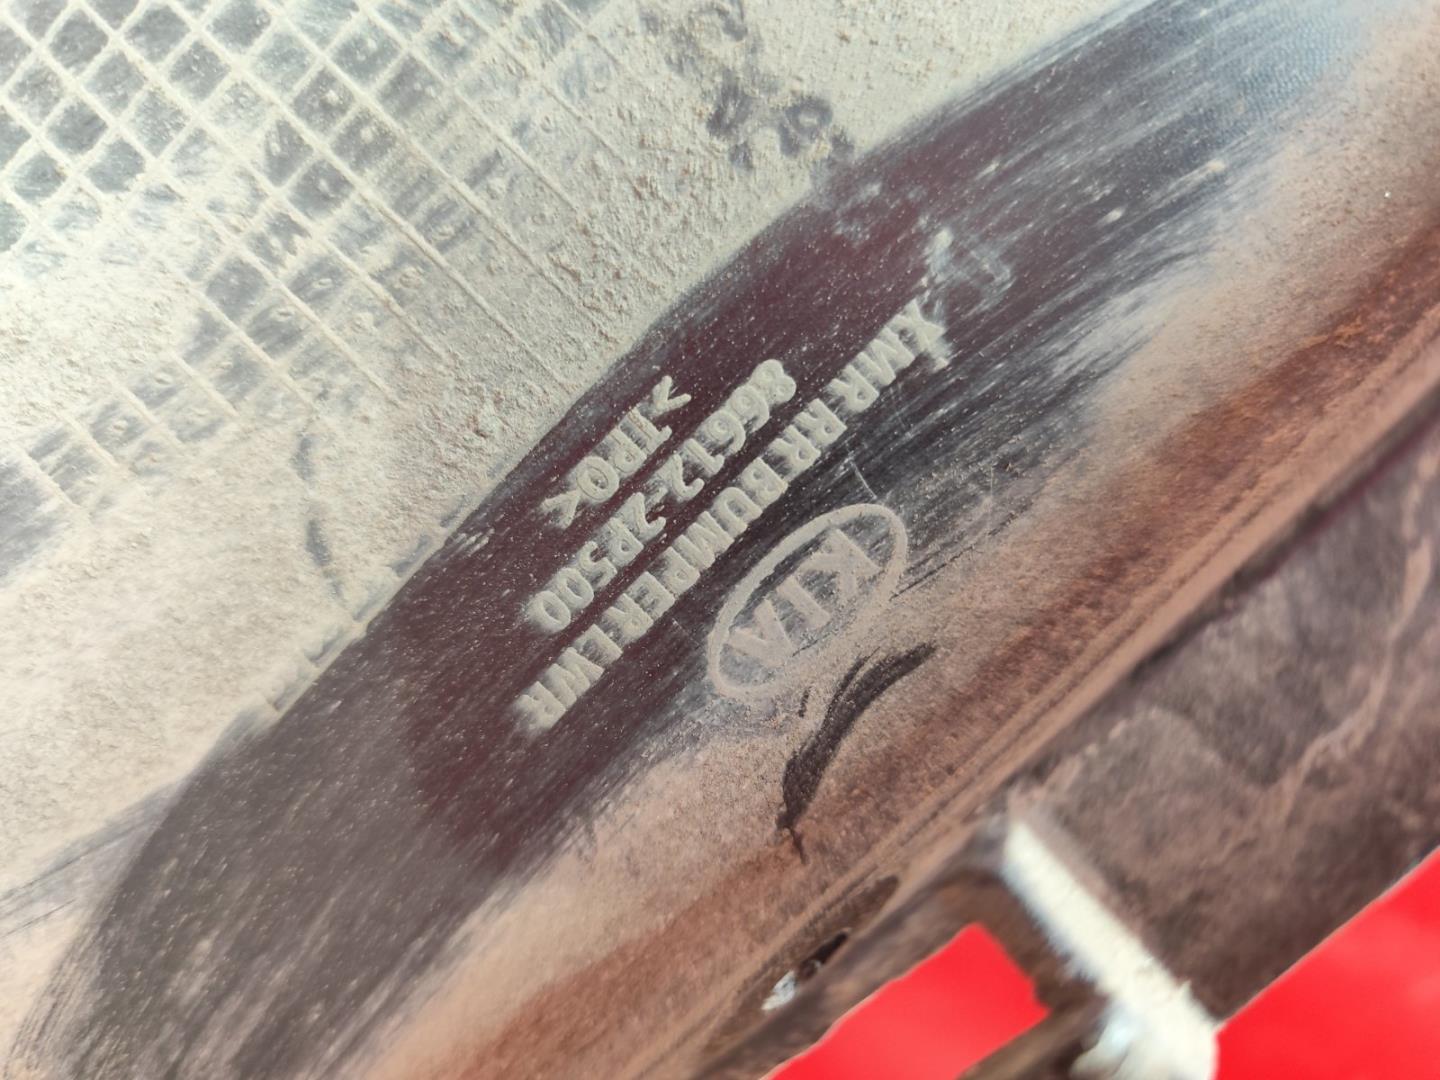 KIA
XMR RR BUMPER LWR
86612-2P500
>TPO<